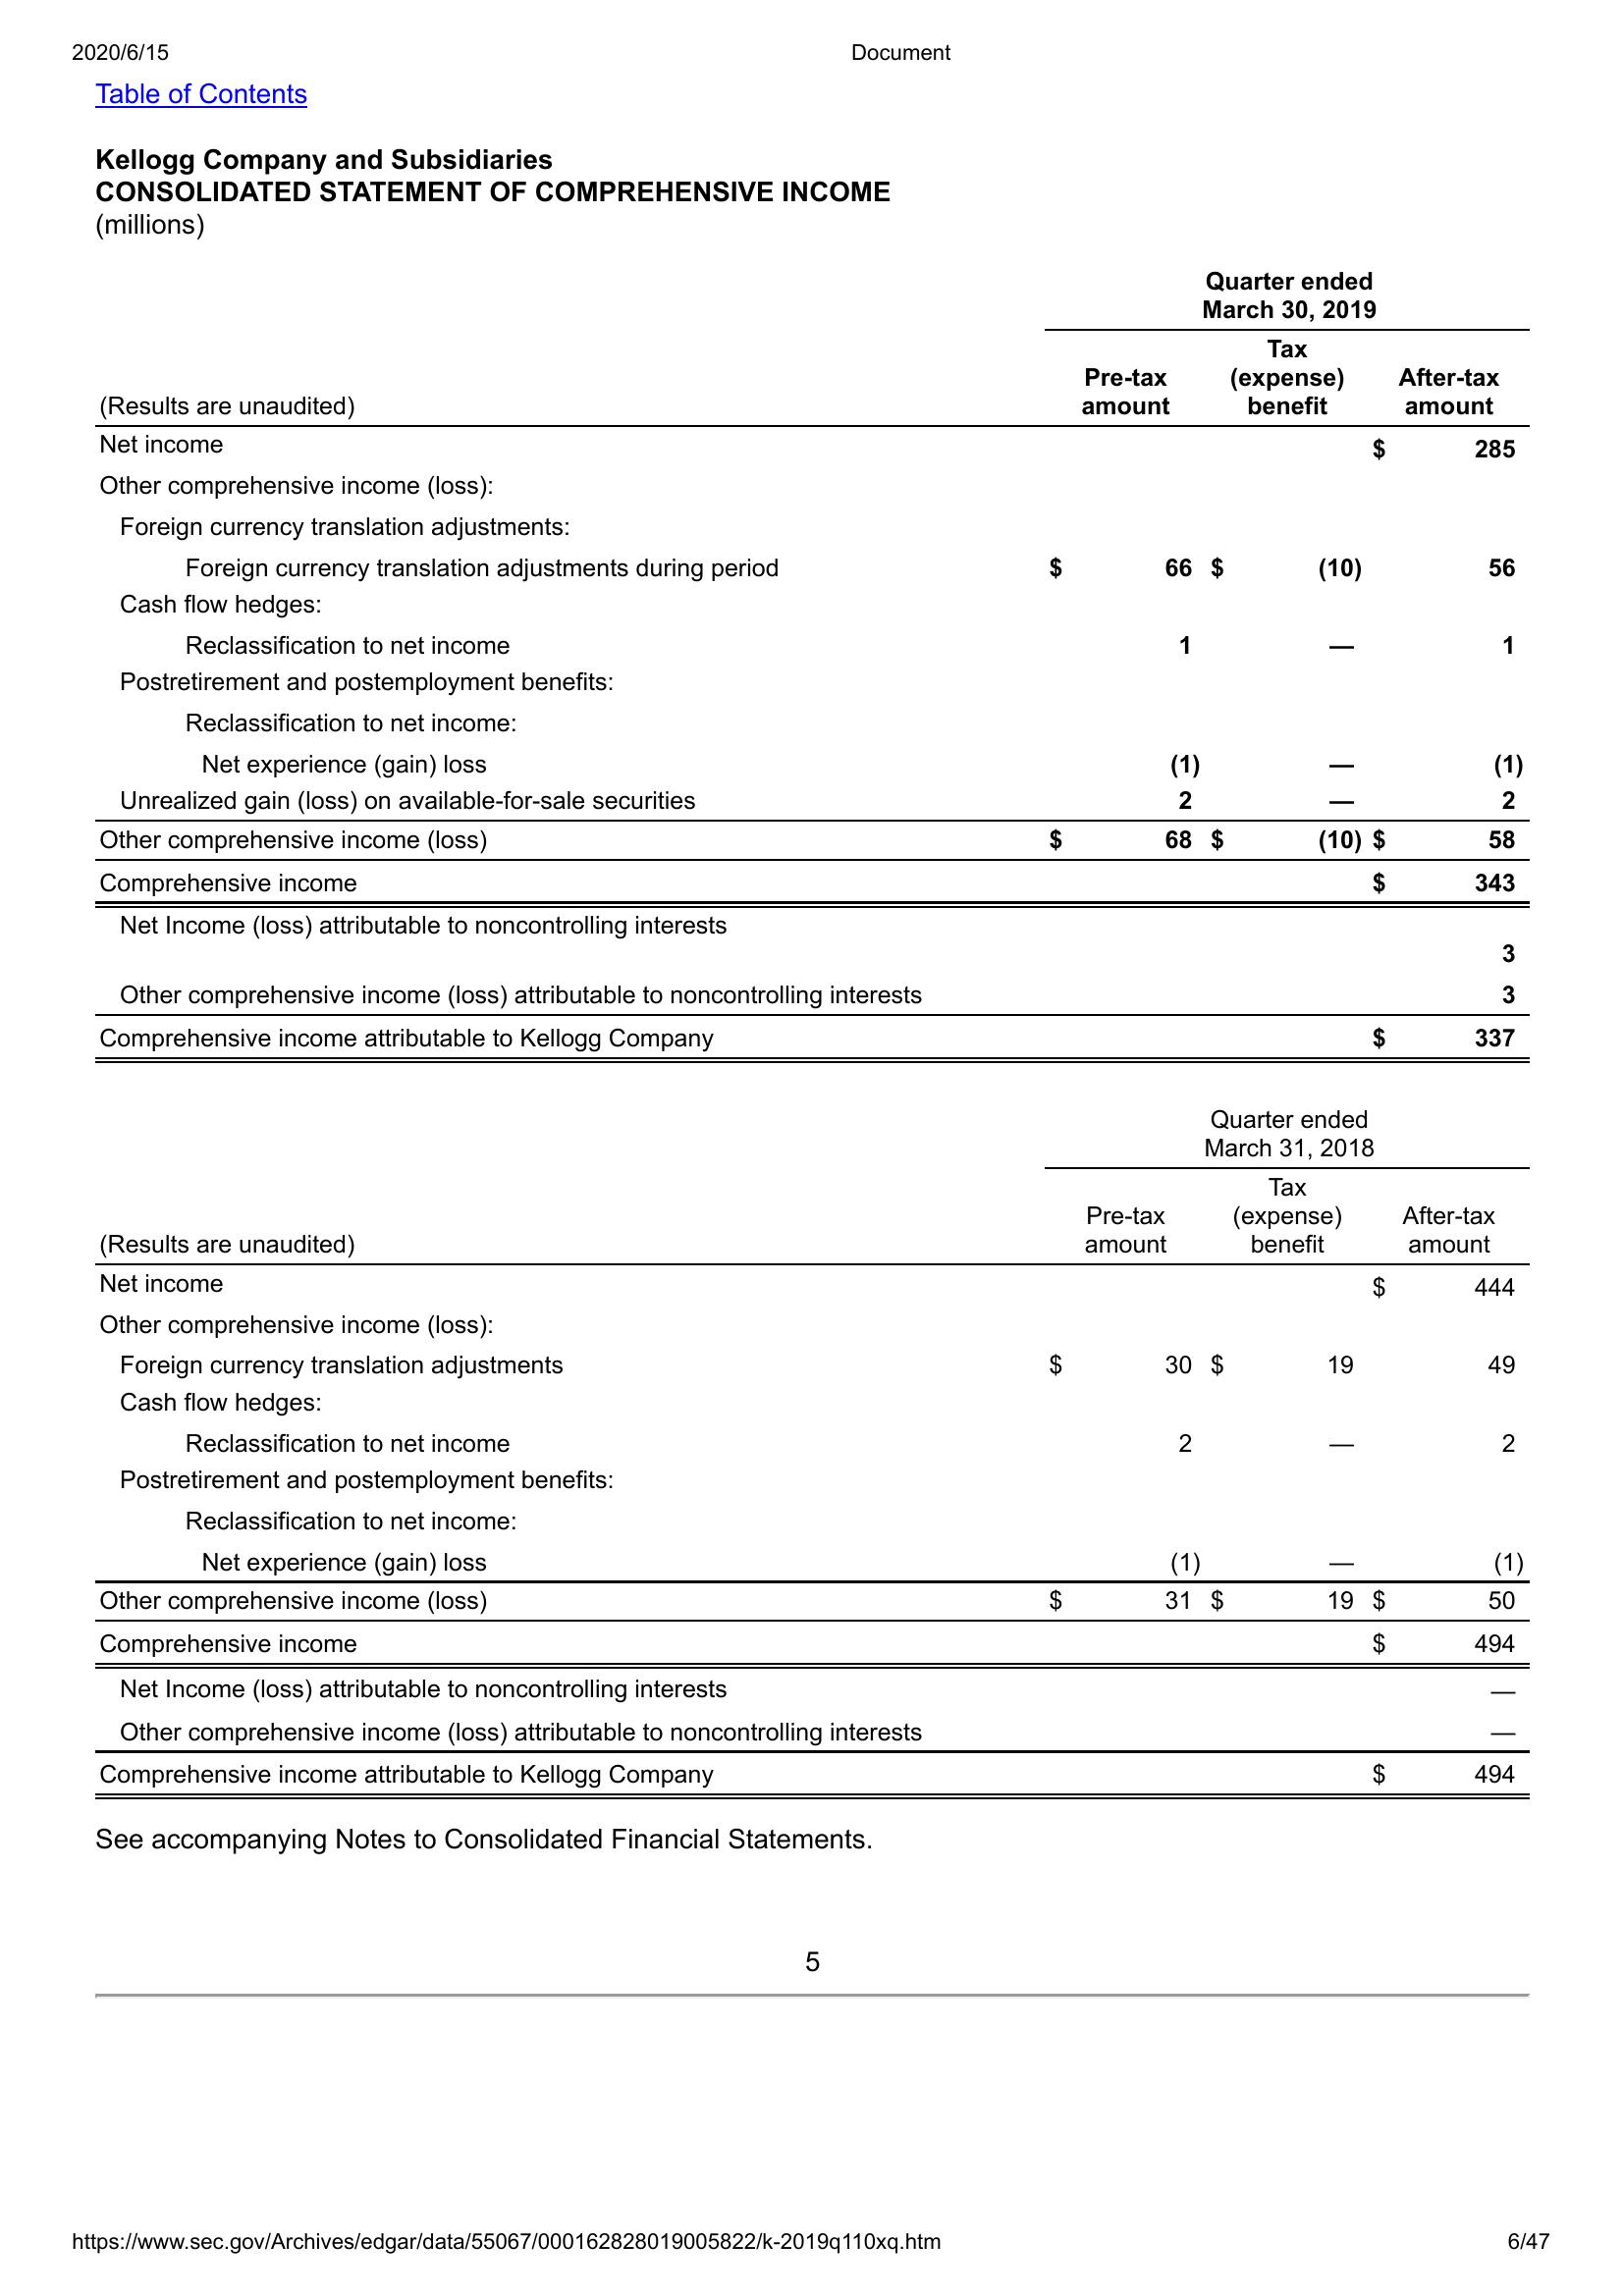 2020/6/15 Document
Table of Contents
Kellogg Company and Subsidiaries
CONSOLIDATED STATEMENT OF COMPREHENSIVE INCOME
(millions)
Quarter ended
March 30, 2019
(Results are unaudited) Pre-tax amount Tax (expense) benefit After-tax amount
Net income $ 285
Other comprehensive income (loss):
Foreign currency translation adjustments:
Foreign currency translation adjustments during period $ 66 $ (10) 56
Cash flow hedges:
Reclassification to net income 1 — 1
Postretirement and postemployment benefits:
Reclassification to net income:
Net experience (gain) loss (1) — (1)
Unrealized gain (loss) on available-for-sale securities 2 — 2
Other comprehensive income (loss) $ 68 $ (10) $ 58
Comprehensive income $ 343
Net Income (loss) attributable to noncontrolling interests
3
Other comprehensive income (loss) attributable to noncontrolling interests 3
Comprehensive income attributable to Kellogg Company $ 337
Quarter ended
March 31, 2018
(Results are unaudited) Pre-tax amount Tax (expense) benefit After-tax amount
Net income $ 444
Other comprehensive income (loss):
Foreign currency translation adjustments $ 30 $ 19 49
Cash flow hedges:
Reclassification to net income 2 — 2
Postretirement and postemployment benefits:
Reclassification to net income:
Net experience (gain) loss (1) — (1)
Other comprehensive income (loss) $ 31 $ 19 $ 50
Comprehensive income $ 494
Net Income (loss) attributable to noncontrolling interests —
Other comprehensive income (loss) attributable to noncontrolling interests —
Comprehensive income attributable to Kellogg Company $ 494
See accompanying Notes to Consolidated Financial Statements.
5
https://www.sec.gov/Archives/edgar/data/55067/000162828019005822/k-2019q110xq.htm 6/47